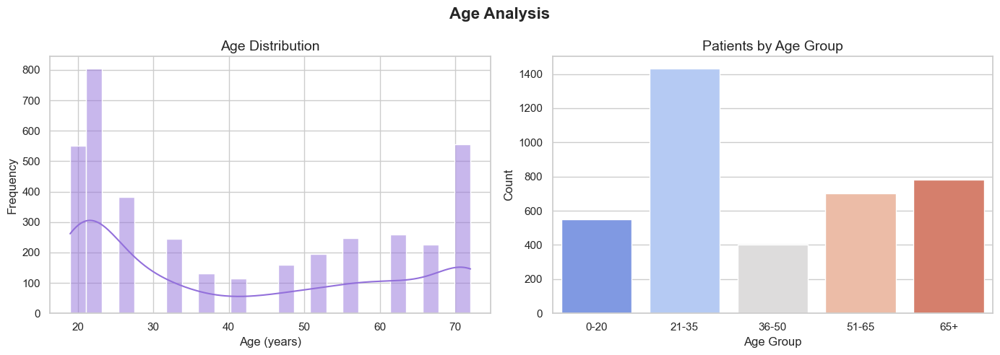 Age Analysis
Age Distribution
Frequency
800
700
600
500
400
300
200
100
0
20 30 40 50 60 70
Age (years)
Patients by Age Group
Count
1400
1200
1000
800
600
400
200
0
0-20 21-35 36-50 51-65 65+
Age Group